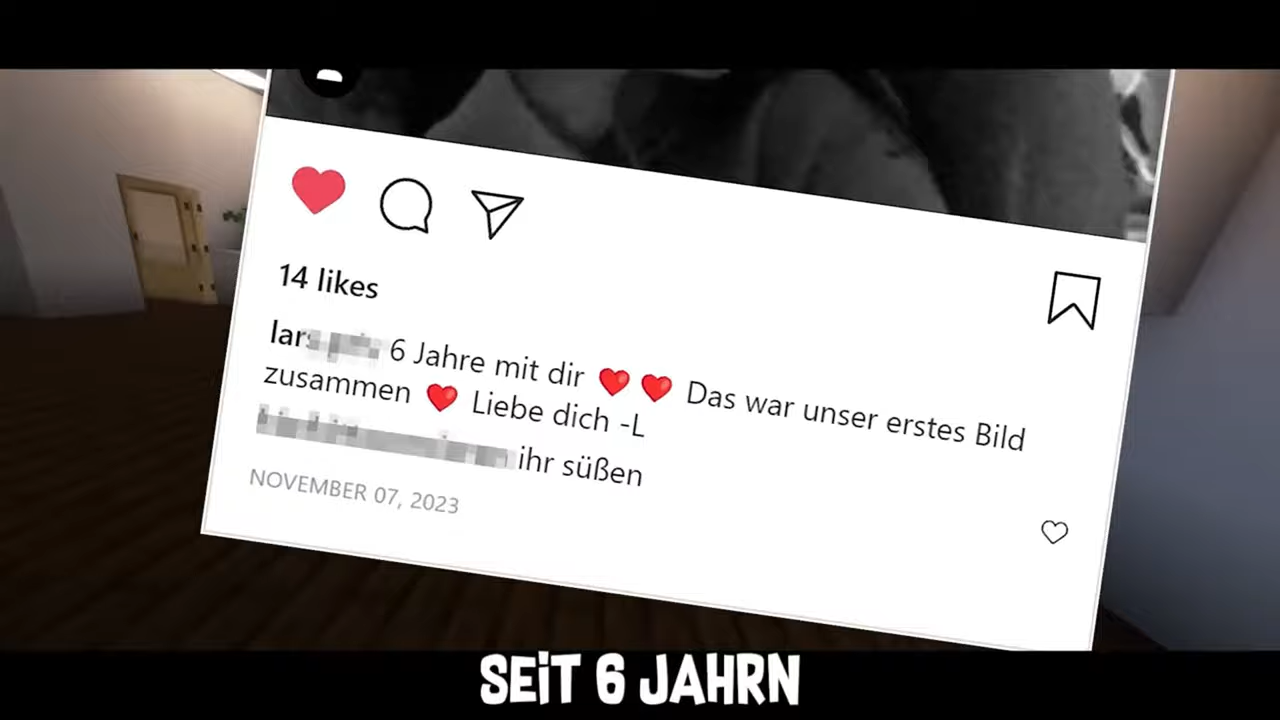 14 likes
6 Jahre mit dir ❤️ ❤️ Das war unser erstes Bild
zusammen ❤️ Liebe dich -L
ihr süßen
NOVEMBER 07, 2023
SEiT 6 JAHRN